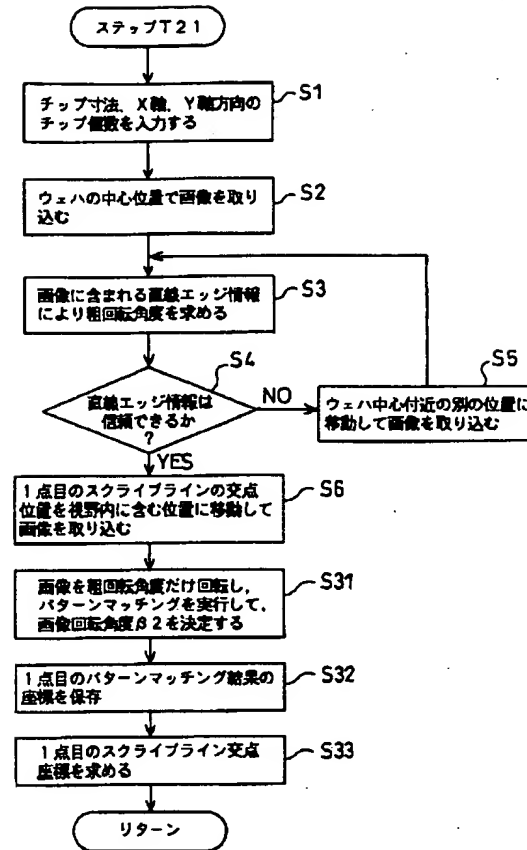 ステップT21
S1
チップ寸法、X軸、Y軸方向の
チップ個数を入力する
S2
ウェハの中心位置で画像を取り
込む
S3
画像に含まれる直線エッジ情報
により粗回転角度を求める
S4
直線エッジ情報は
信頼できるか
?
NO
YES
S5
ウェハ中心付近の別の位置に
移動して画像を取り込む
S6
1点目のスクライブラインの交点
位置を視野内に含む位置に移動して
画像を取り込む
S31
画像を粗回転角度だけ回転し、
パターンマッチングを実行して、
画像回転角度β2を決定する
S32
1点目のパターンマッチング結果の
座標を保存
S33
1点目のスクライブライン交点
座標を求める
リターン